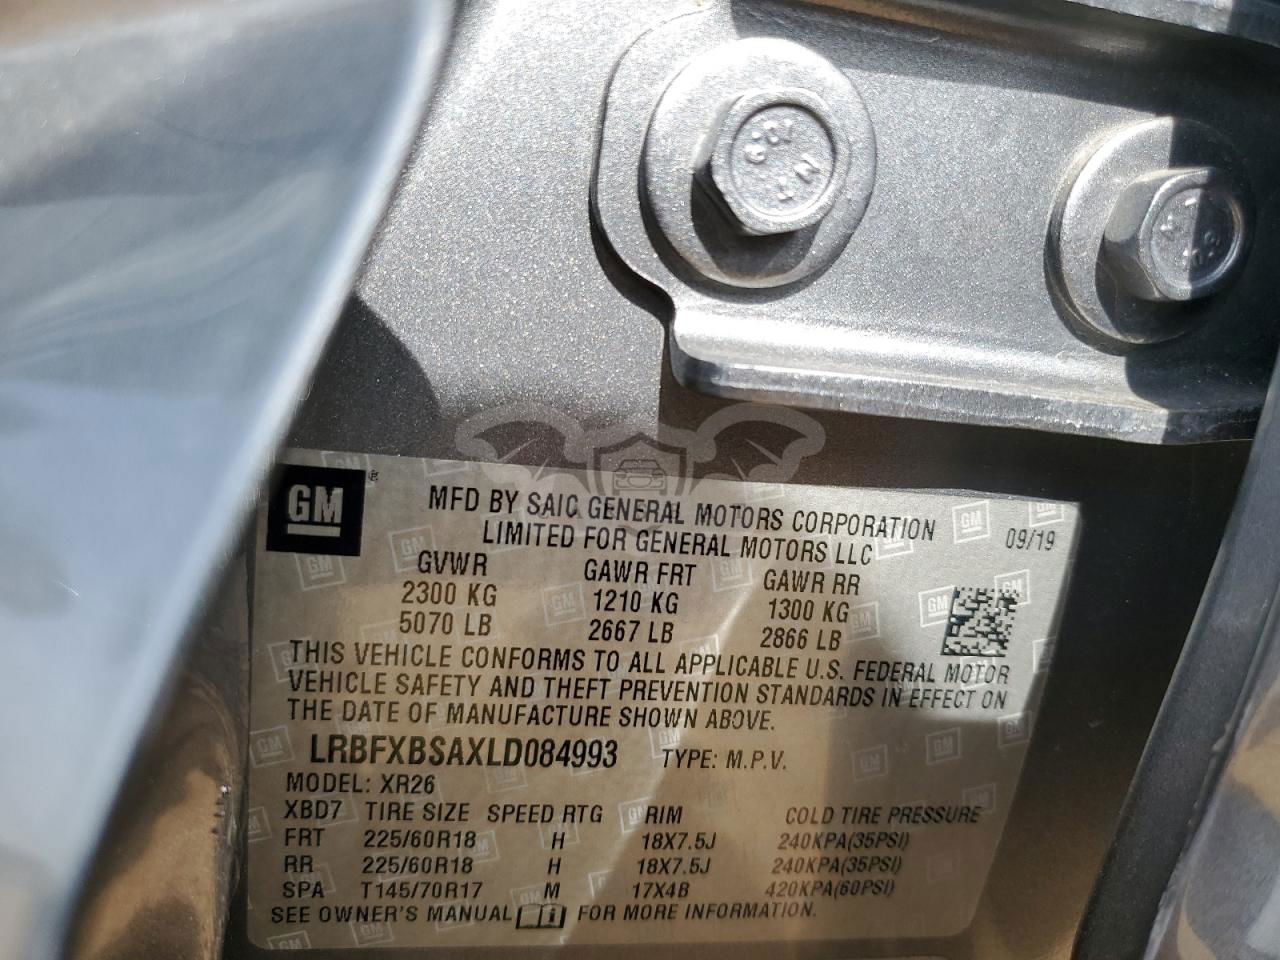 GM
MFD BY SAIC GENERAL MOTORS CORPORATION
LIMITED FOR GENERAL MOTORS LLC
09/19
GVWR GAWR FRT GAWR RR
2300 KG 1210 KG 1300 KG
5070 LB 2667 LB 2866 LB
THIS VEHICLE CONFORMS TO ALL APPLICABLE U.S. FEDERAL MOTOR
VEHICLE SAFETY AND THEFT PREVENTION STANDARDS IN EFFECT ON
THE DATE OF MANUFACTURE SHOWN ABOVE.
LRBFXBSAXLD084993 TYPE: M.P.V.
MODEL: XR26
XBD7 TIRE SIZE SPEED RTG RIM COLD TIRE PRESSURE
FRT 225/60R18 H 18X7.5J 240KPA(35PSI)
RR 225/60R18 H 18X7.5J 240KPA(35PSI)
SPA T145/70R17 M 17X4B 420KPA(60PSI)
SEE OWNER'S MANUAL FOR MORE INFORMATION.